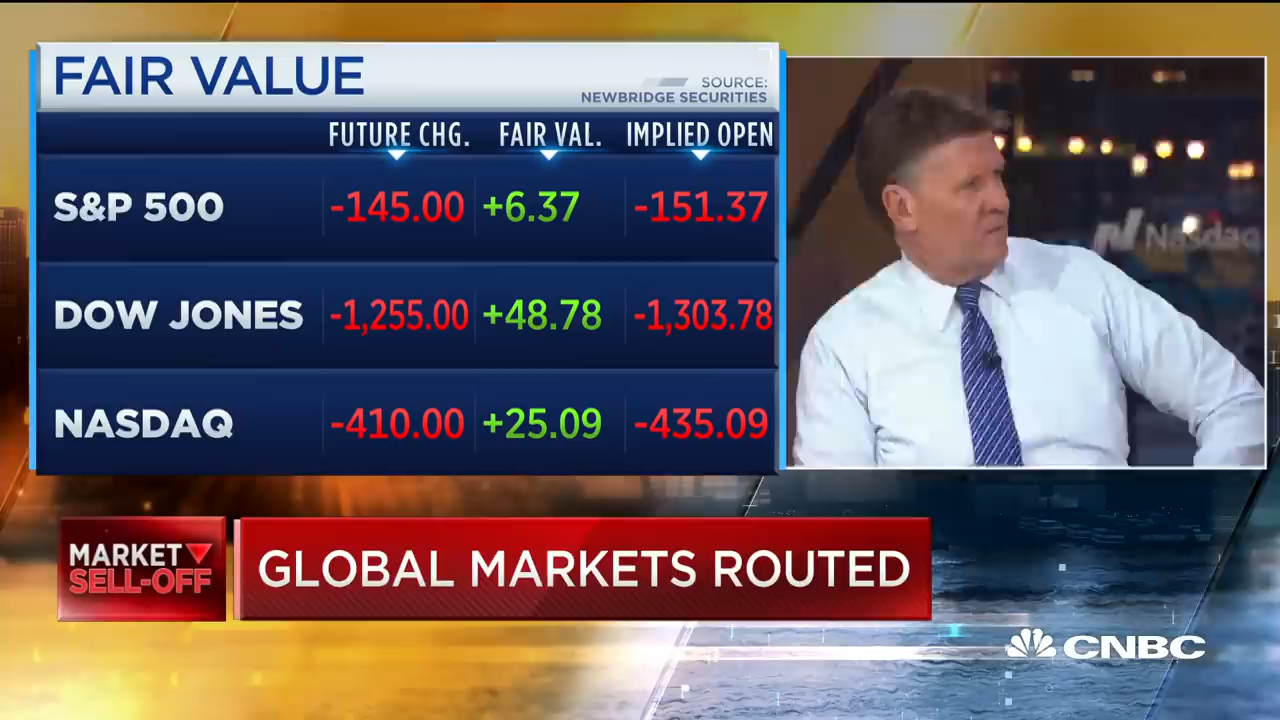 FAIR VALUE
SOURCE:
NEWBRIDGE SECURITIES
FUTURE CHG. FAIR VAL. IMPLIED OPEN
S&P 500 -145.00 +6.37 -151.37
DOW JONES -1,255.00 +48.78 -1,303.78
NASDAQ -410.00 +25.09 -435.09
Nasdaq
MARKET
SELL-OFF
GLOBAL MARKETS ROUTED
CNBC